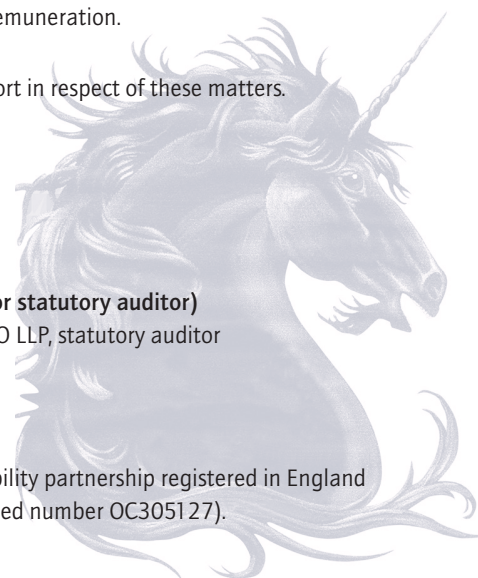 emuneration.
ort in respect of these matters.
or statutory auditor)
O LLP, statutory auditor
bility partnership registered in England
ed number OC305127).